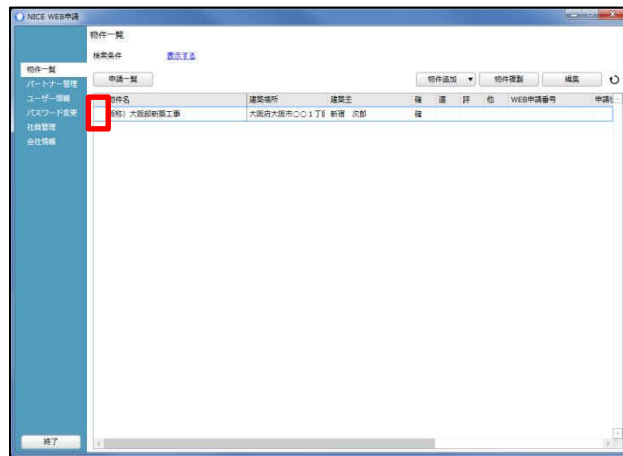 NICE WEB申請
物件一覧
検索条件 表示する
物件一覧
パートナー管理
ユーザー情報
パスワード変更
社員管理
会社情報
申請一覧 物件追加 ▼ 物件複製 編集
物件名 建築場所 建築主 確 適 評 他 WEB申請番号
大阪邸新築工事 大阪府大阪市〇〇1丁目 新宿 次郎 確
終了